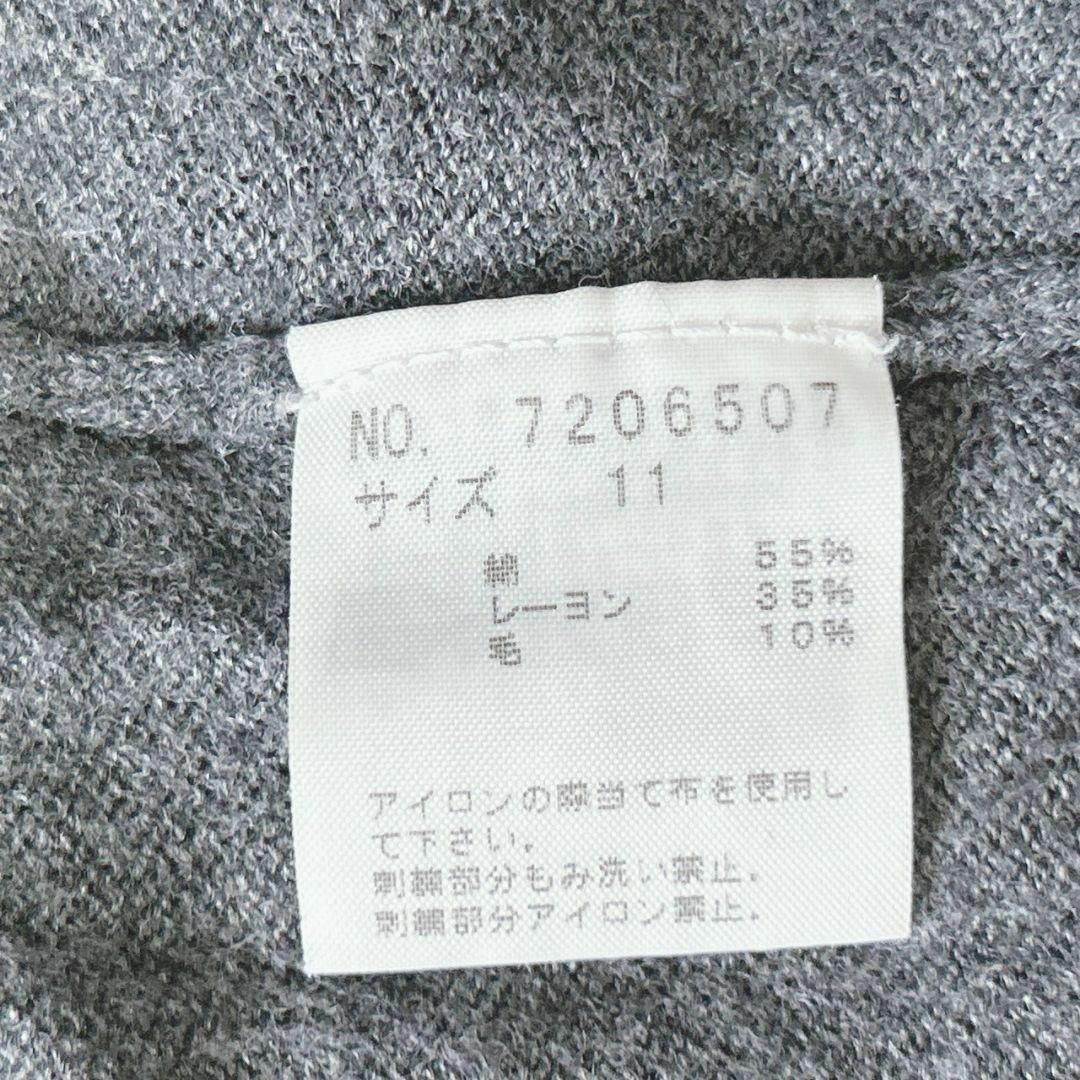 NO. 7206507
サイズ 11
綿 55%
レーヨン 35%
毛 10%
アイロンの際当て布を使用し
て下さい.
刺繍部分もみ洗い禁止.
刺繍部分アイロン禁止.